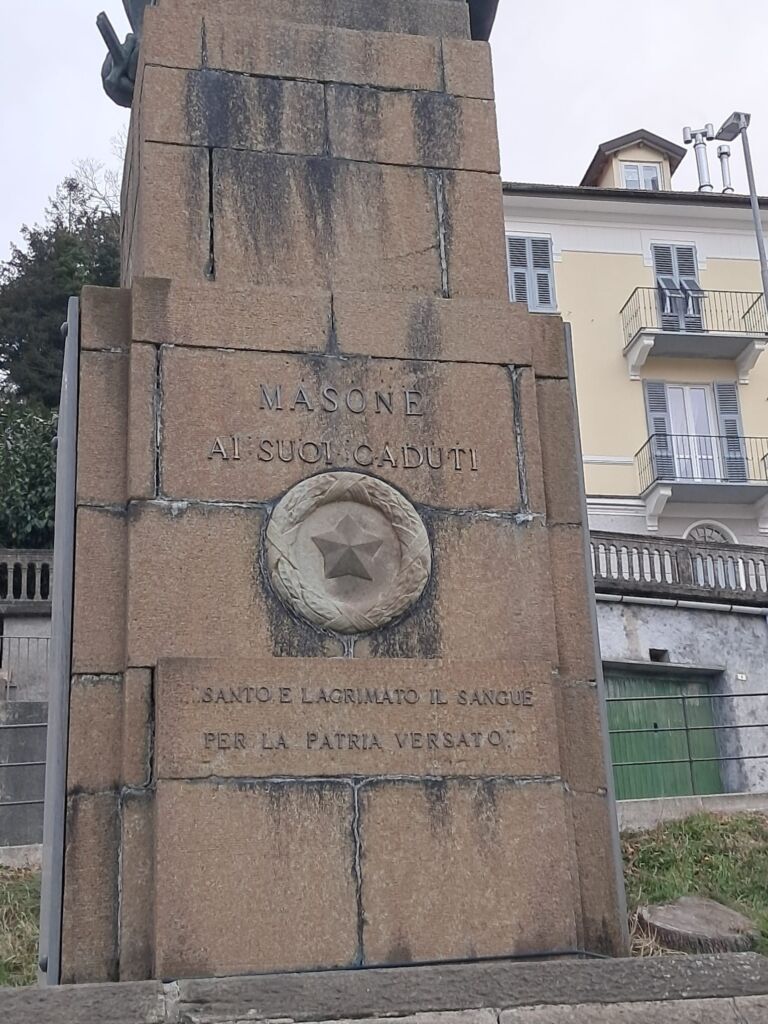 MASONE
AI SUOI CADUTI
"...SANTO E LAGRIMATO IL SANGUE
PER LA PATRIA VERSATO"